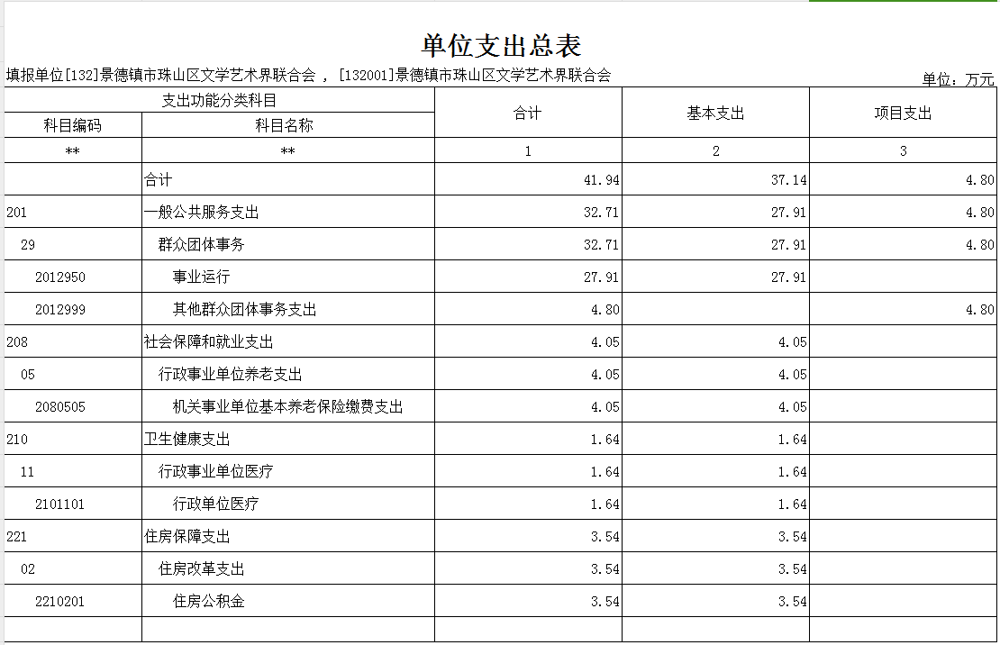 单位支出总表
填报单位[132]景德镇市珠山区文学艺术界联合会 , [132001]景德镇市珠山区文学艺术界联合会 单位：万元
支出功能分类科目 合计 基本支出 项目支出
科目编码 科目名称
** ** 1 2 3
合计 41.94 37.14 4.80
201 一般公共服务支出 32.71 27.91 4.80
29 群众团体事务 32.71 27.91 4.80
2012950 事业运行 27.91 27.91
2012999 其他群众团体事务支出 4.80 4.80
208 社会保障和就业支出 4.05 4.05
05 行政事业单位养老支出 4.05 4.05
2080505 机关事业单位基本养老保险缴费支出 4.05 4.05
210 卫生健康支出 1.64 1.64
11 行政事业单位医疗 1.64 1.64
2101101 行政单位医疗 1.64 1.64
221 住房保障支出 3.54 3.54
02 住房改革支出 3.54 3.54
2210201 住房公积金 3.54 3.54